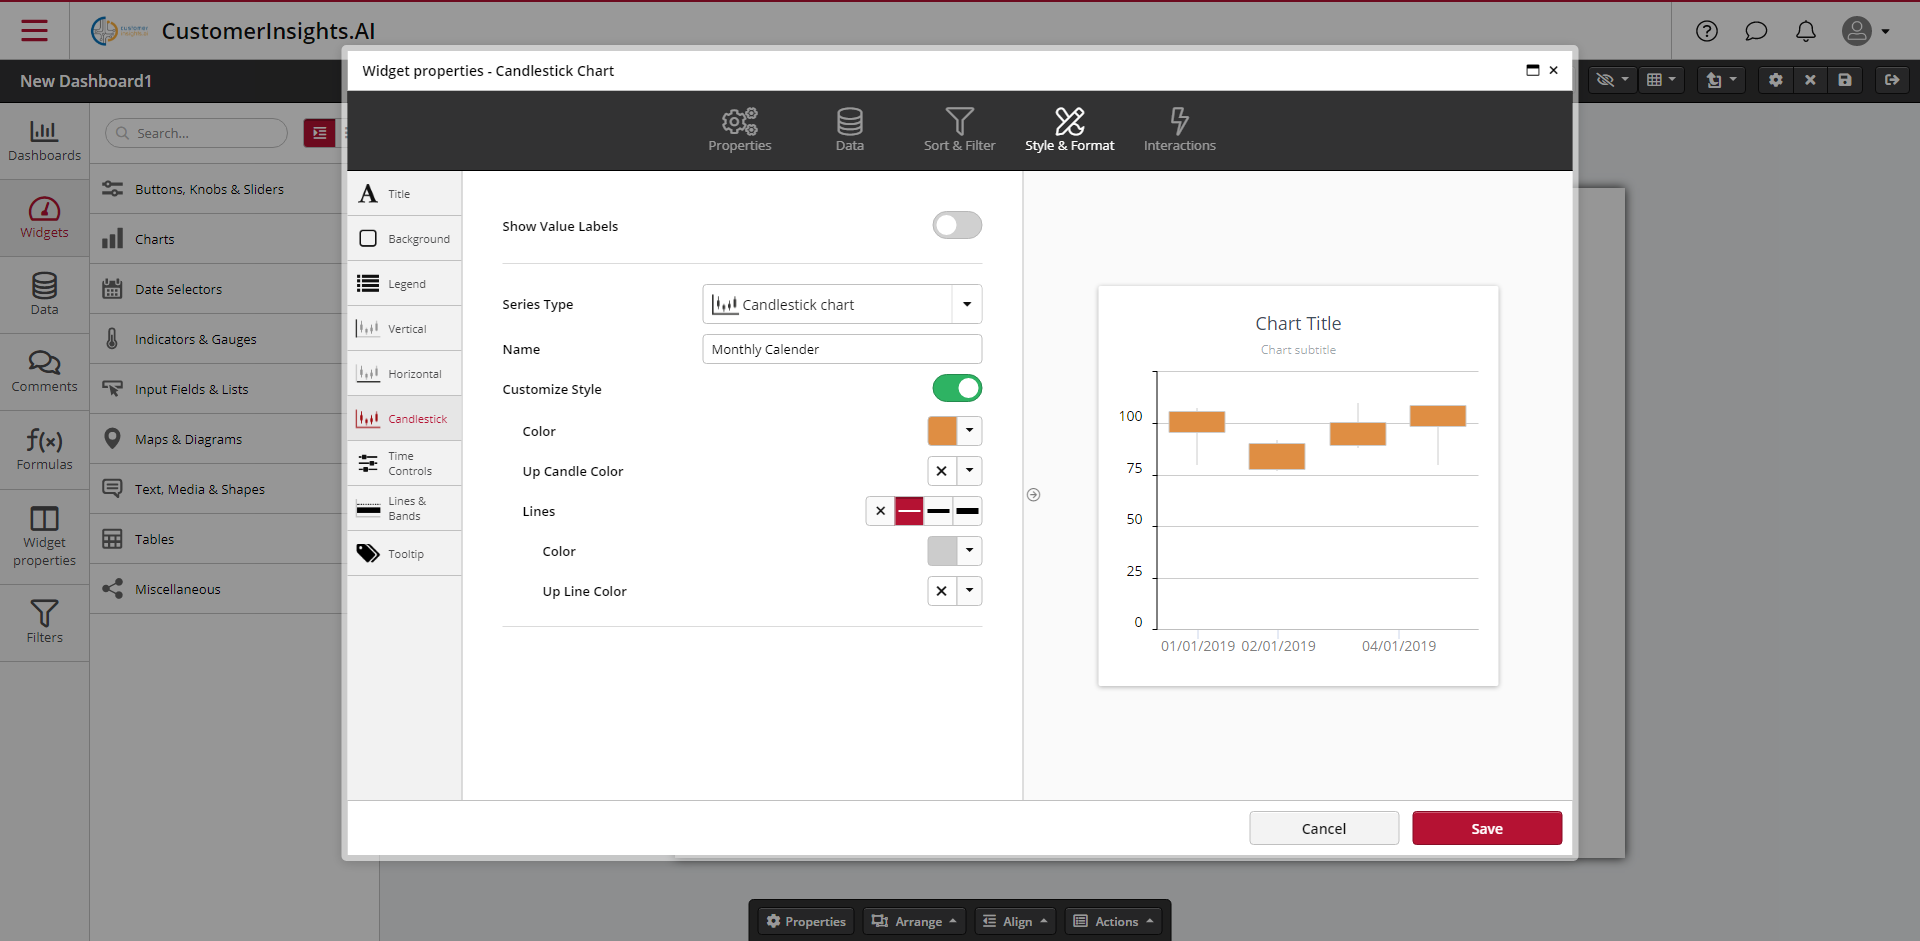 CustomerInsights.AI
New Dashboard1
Dashboards
Widgets
Data
Comments
Formulas
Widget
properties
Filters
Search...
Buttons, Knobs & Sliders
Charts
Date Selectors
Indicators & Gauges
Input Fields & Lists
Maps & Diagrams
Text, Media & Shapes
Tables
Miscellaneous
Widget properties - Candlestick Chart
Properties
Data
Sort & Filter
Style & Format
Interactions
Title
Background
Legend
Vertical
Horizontal
Candlestick
Time
Controls
Lines &
Bands
Tooltip
Show Value Labels
Series Type
Candlestick chart
Name
Monthly Calender
Customize Style
Color
Up Candle Color
Lines
Color
Up Line Color
Chart Title
Chart subtitle
100
75
50
25
0
01/01/2019 02/01/2019 04/01/2019
Cancel
Save
Properties
Arrange
Align
Actions